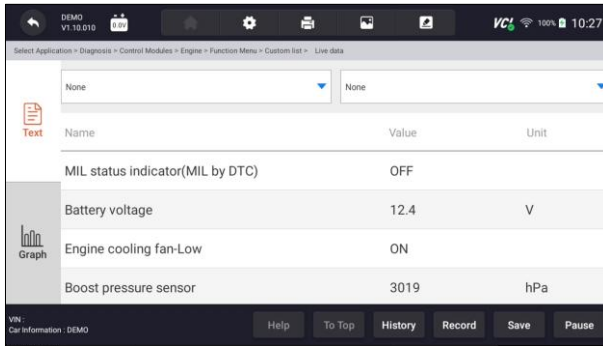 DEMO
V1.10.010
0.0V
VCI
100%
10:27
Select Application > Diagnosis > Control Modules > Engine > Function Menu > Custom list > Live data
None
None
Text
Name Value Unit
MIL status indicator(MIL by DTC) OFF
Battery voltage 12.4 V
Graph
Engine cooling fan-Low ON
Boost pressure sensor 3019 hPa
VIN :
Car Information : DEMO
Help To Top History Record Save Pause